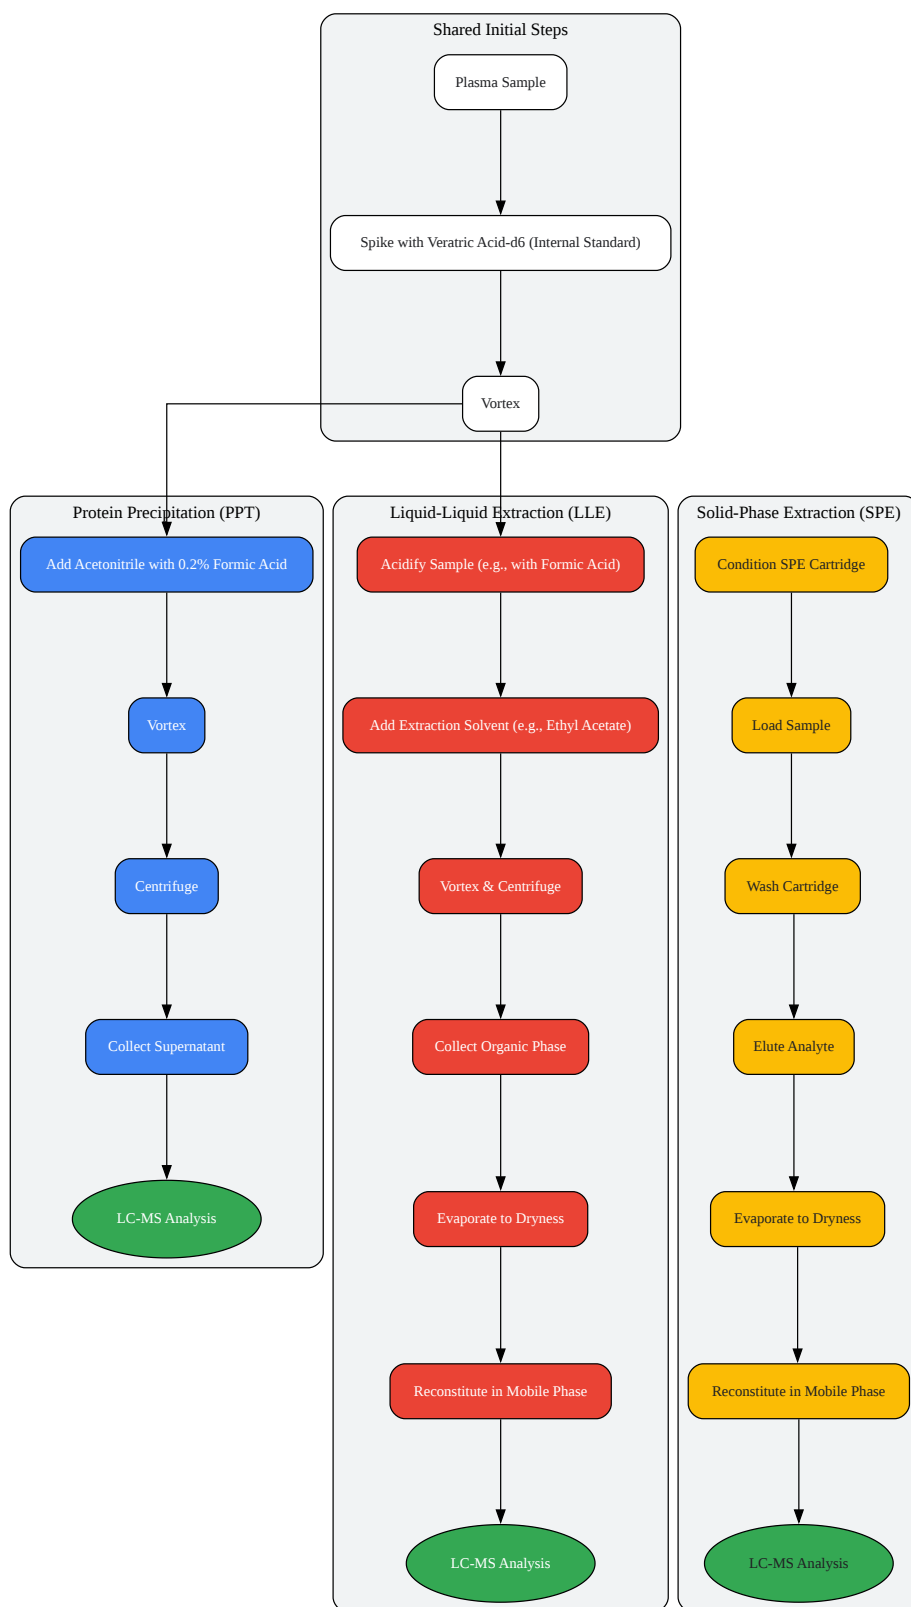 Shared Initial Steps
Plasma Sample
Spike with Veratric Acid-d6 (Internal Standard)
Vortex
Protein Precipitation (PPT)
Add Acetonitrile with 0.2% Formic Acid
Vortex
Centrifuge
Collect Supernatant
LC-MS Analysis
Liquid-Liquid Extraction (LLE)
Acidify Sample (e.g., with Formic Acid)
Add Extraction Solvent (e.g., Ethyl Acetate)
Vortex & Centrifuge
Collect Organic Phase
Evaporate to Dryness
Reconstitute in Mobile Phase
LC-MS Analysis
Solid-Phase Extraction (SPE)
Condition SPE Cartridge
Load Sample
Wash Cartridge
Elute Analyte
Evaporate to Dryness
Reconstitute in Mobile Phase
LC-MS Analysis